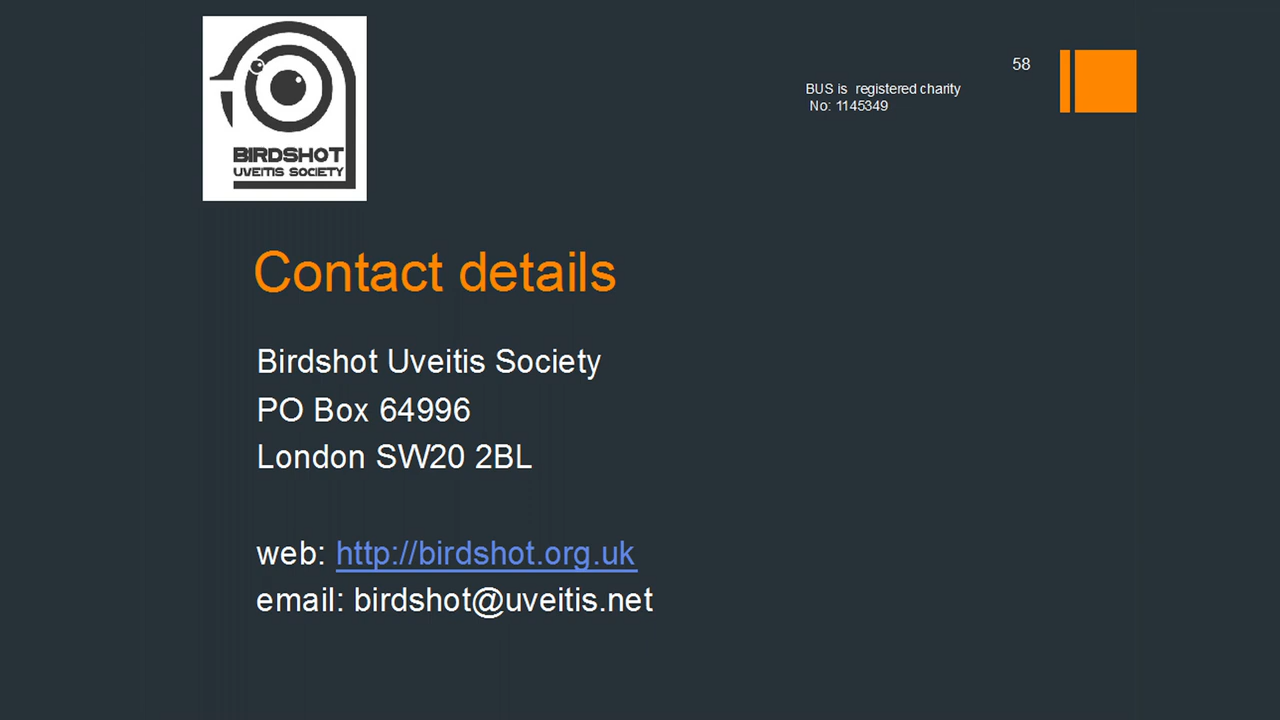 BIRDSHOT
UVEITIS SOCIETY
58
BUS is registered charity
No: 1145349
Contact details
Birdshot Uveitis Society
PO Box 64996
London SW20 2BL
web: http://birdshot.org.uk
email: birdshot@uveitis.net